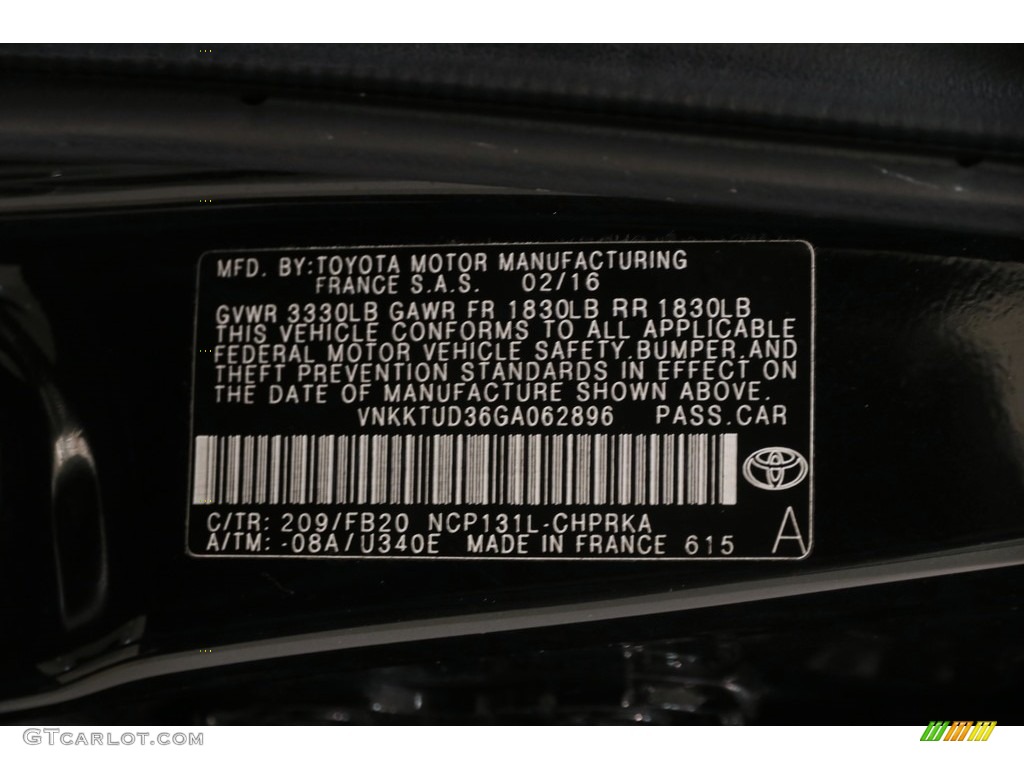 MFD. BY:TOYOTA MOTOR MANUFACTURING
FRANCE S.A.S. 02/16
GVWR 3330LB GAWR FR 1830LB RR 1830LB
THIS VEHICLE CONFORMS TO ALL APPLICABLE
FEDERAL MOTOR VEHICLE SAFETY,BUMPER,AND
THEFT PREVENTION STANDARDS IN EFFECT ON
THE DATE OF MANUFACTURE SHOWN ABOVE.
VNKKTUD36GA062896 PASS.CAR
C/TR: 209/FB20 NCP131L-CHPRKA
A/TM: -08A/U340E MADE IN FRANCE 615 A
GTCARLOT.COM